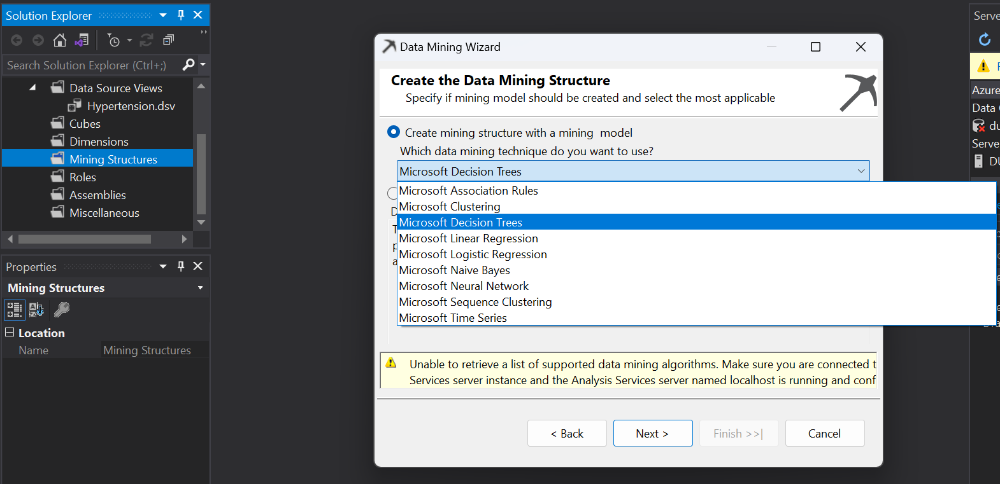 Solution Explorer
Search Solution Explorer (Ctrl+;)
Data Source Views
Hypertension.dsv
Cubes
Dimensions
Mining Structures
Roles
Assemblies
Miscellaneous
Properties
Mining Structures
Location
Name Mining Structures
Data Mining Wizard
Create the Data Mining Structure
Specify if mining model should be created and select the most applicable
Create mining structure with a mining model
Which data mining technique do you want to use?
Microsoft Decision Trees
Microsoft Association Rules
Microsoft Clustering
Microsoft Decision Trees
Microsoft Linear Regression
Microsoft Logistic Regression
Microsoft Naive Bayes
Microsoft Neural Network
Microsoft Sequence Clustering
Microsoft Time Series
Unable to retrieve a list of supported data mining algorithms. Make sure you are connected t
Services server instance and the Analysis Services server named localhost is running and conf
< Back
Next >
Finish >>|
Cancel
Serve
Azure
Data
du
Serve
DU